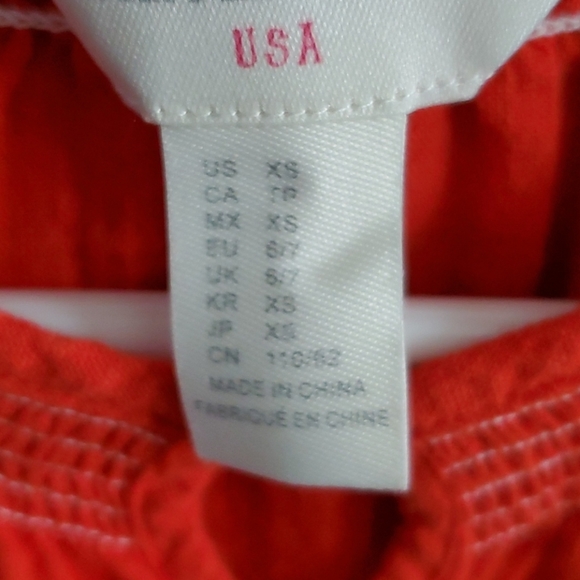 USA
US XS
CA TP
MX XS
EU 6/7
UK 6/7
KR XS
JP XS
CN 110/52
MADE IN CHINA
FABRIQUÉ EN CHINE